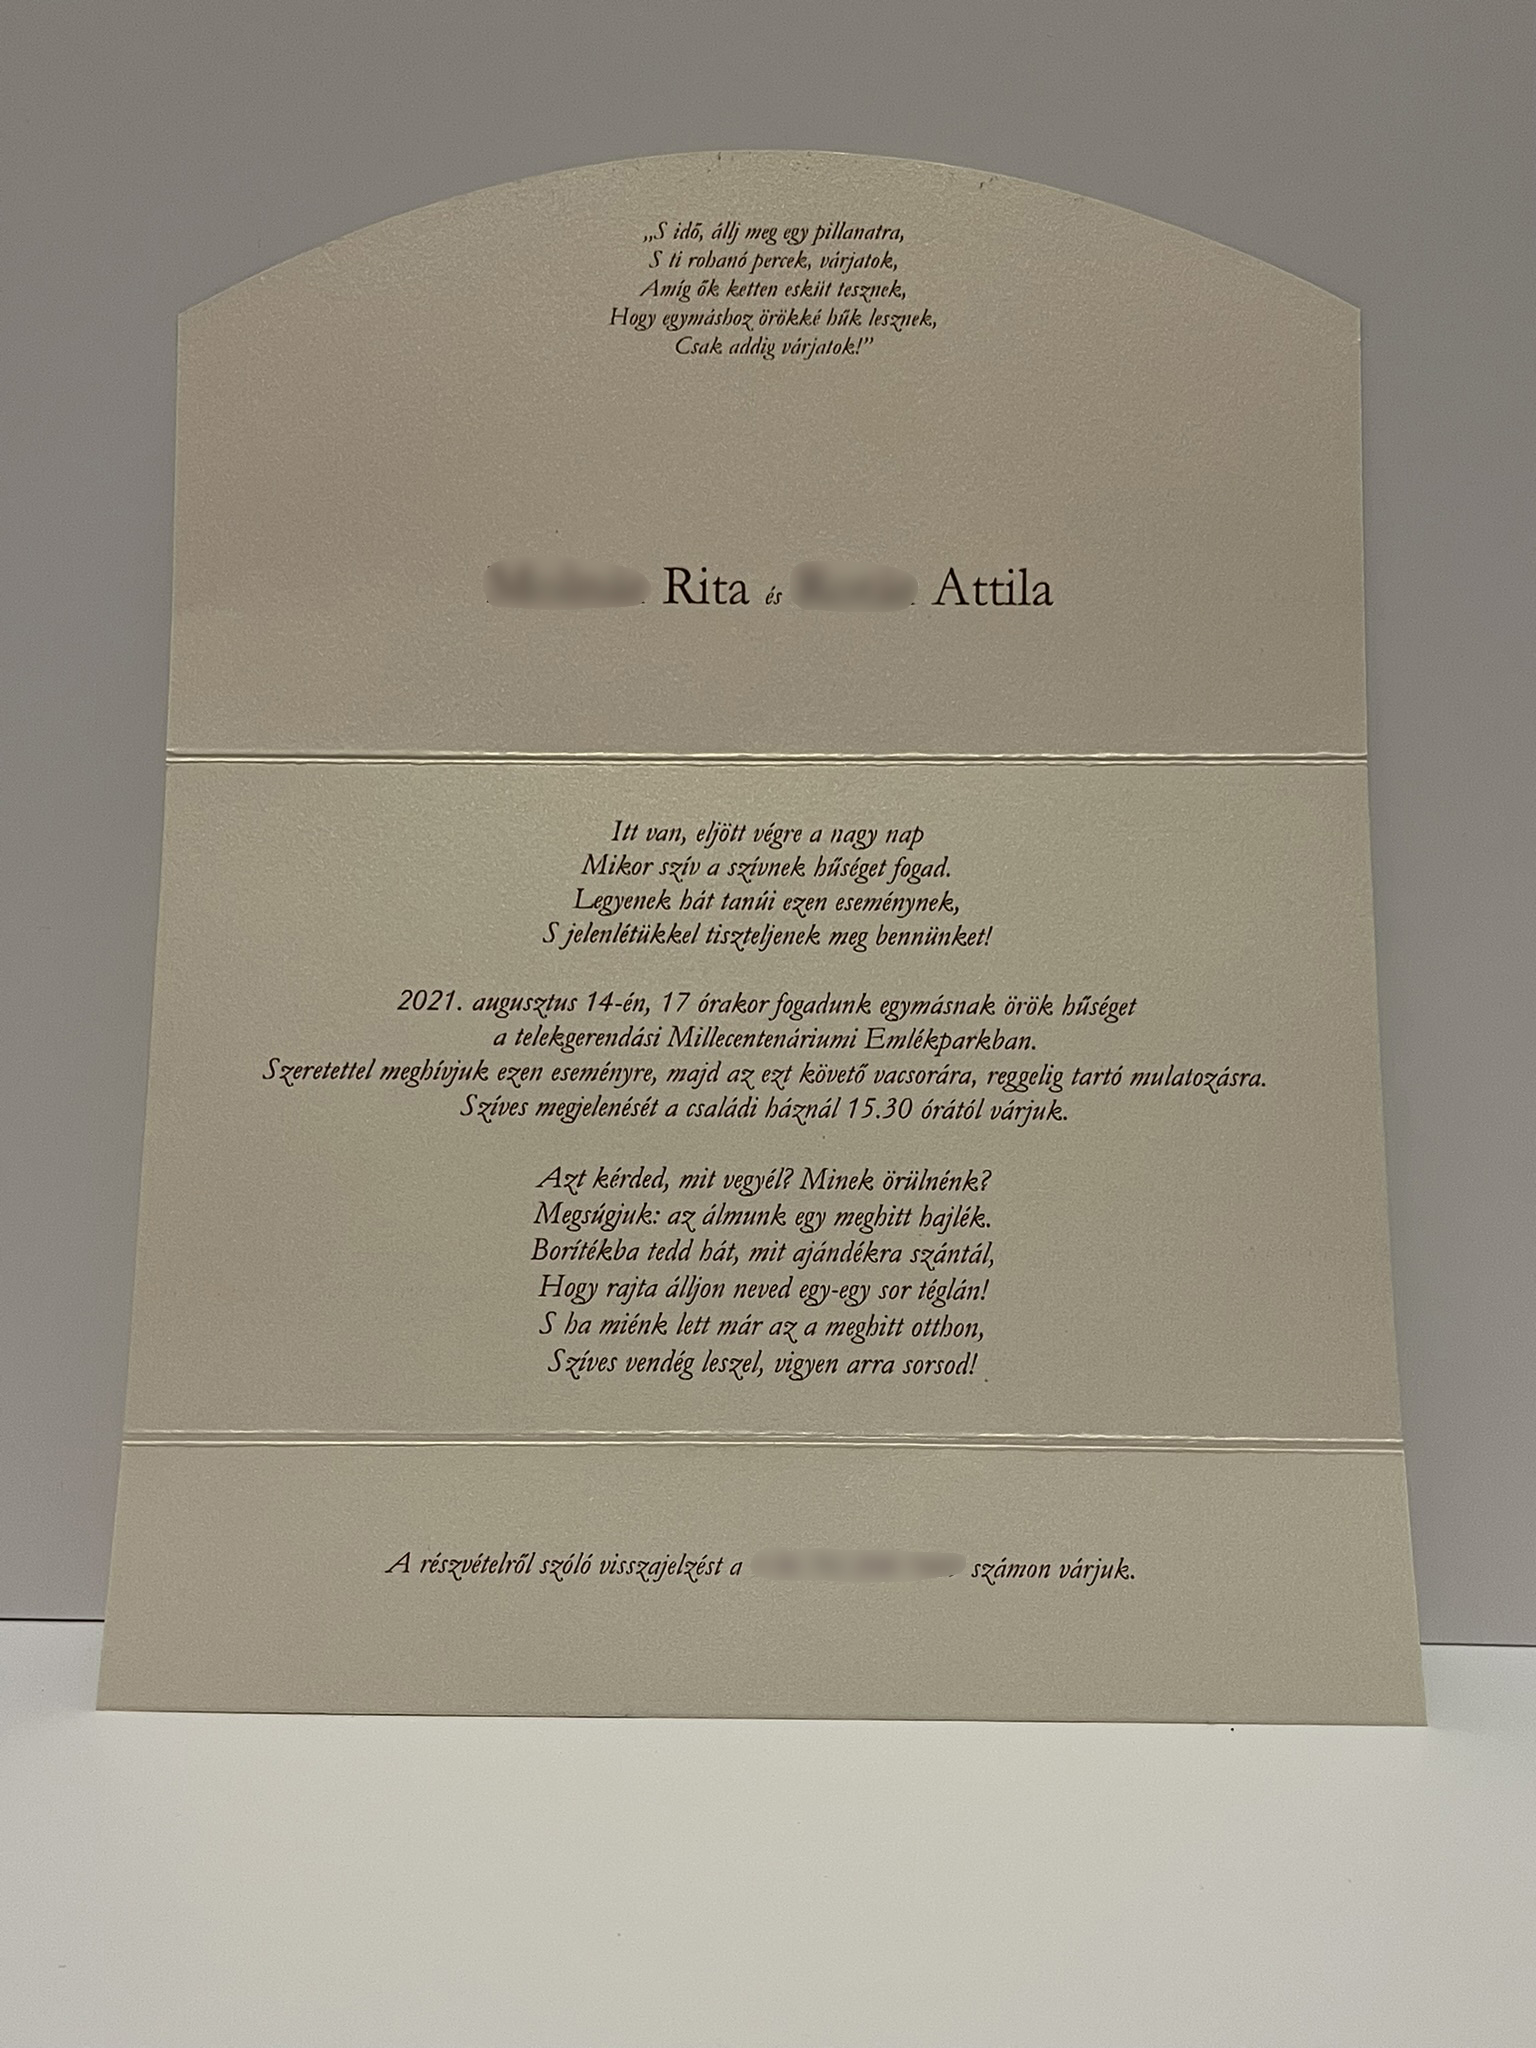 „S idő, állj meg egy pillanatra,
S ti rohanó percek, várjatok,
Amíg ők ketten esküt tesznek,
Hogy egymáshoz örökké hűk lesznek,
Csak addig várjatok!”
Rita és Attila
Itt van, eljött végre a nagy nap
Mikor szív a szívnek hűséget fogad.
Legyenek hát tanúi ezen eseménynek,
S jelenlétükkel tiszteljenek meg bennünket!
2021. augusztus 14-én, 17 órakor fogadunk egymásnak örök hűséget
a telekgerendási Millecentenáriumi Emlékparkban.
Szeretettel meghívjuk ezen eseményre, majd az ezt követő vacsorára, reggelig tartó mulatozásra.
Szíves megjelenését a családi háznál 15.30 órától várjuk.
Azt kérded, mit vegyél? Minek örülnénk?
Megsúgjuk: az álmunk egy meghitt hajlék.
Borítékba tedd hát, mit ajándékra szántál,
Hogy rajta álljon neved egy-egy sor téglán!
S ha miénk lett már az a meghitt otthon,
Szíves vendég leszel, vigyen arra sorsod!
A részvételről szóló visszajelzést a számon várjuk.